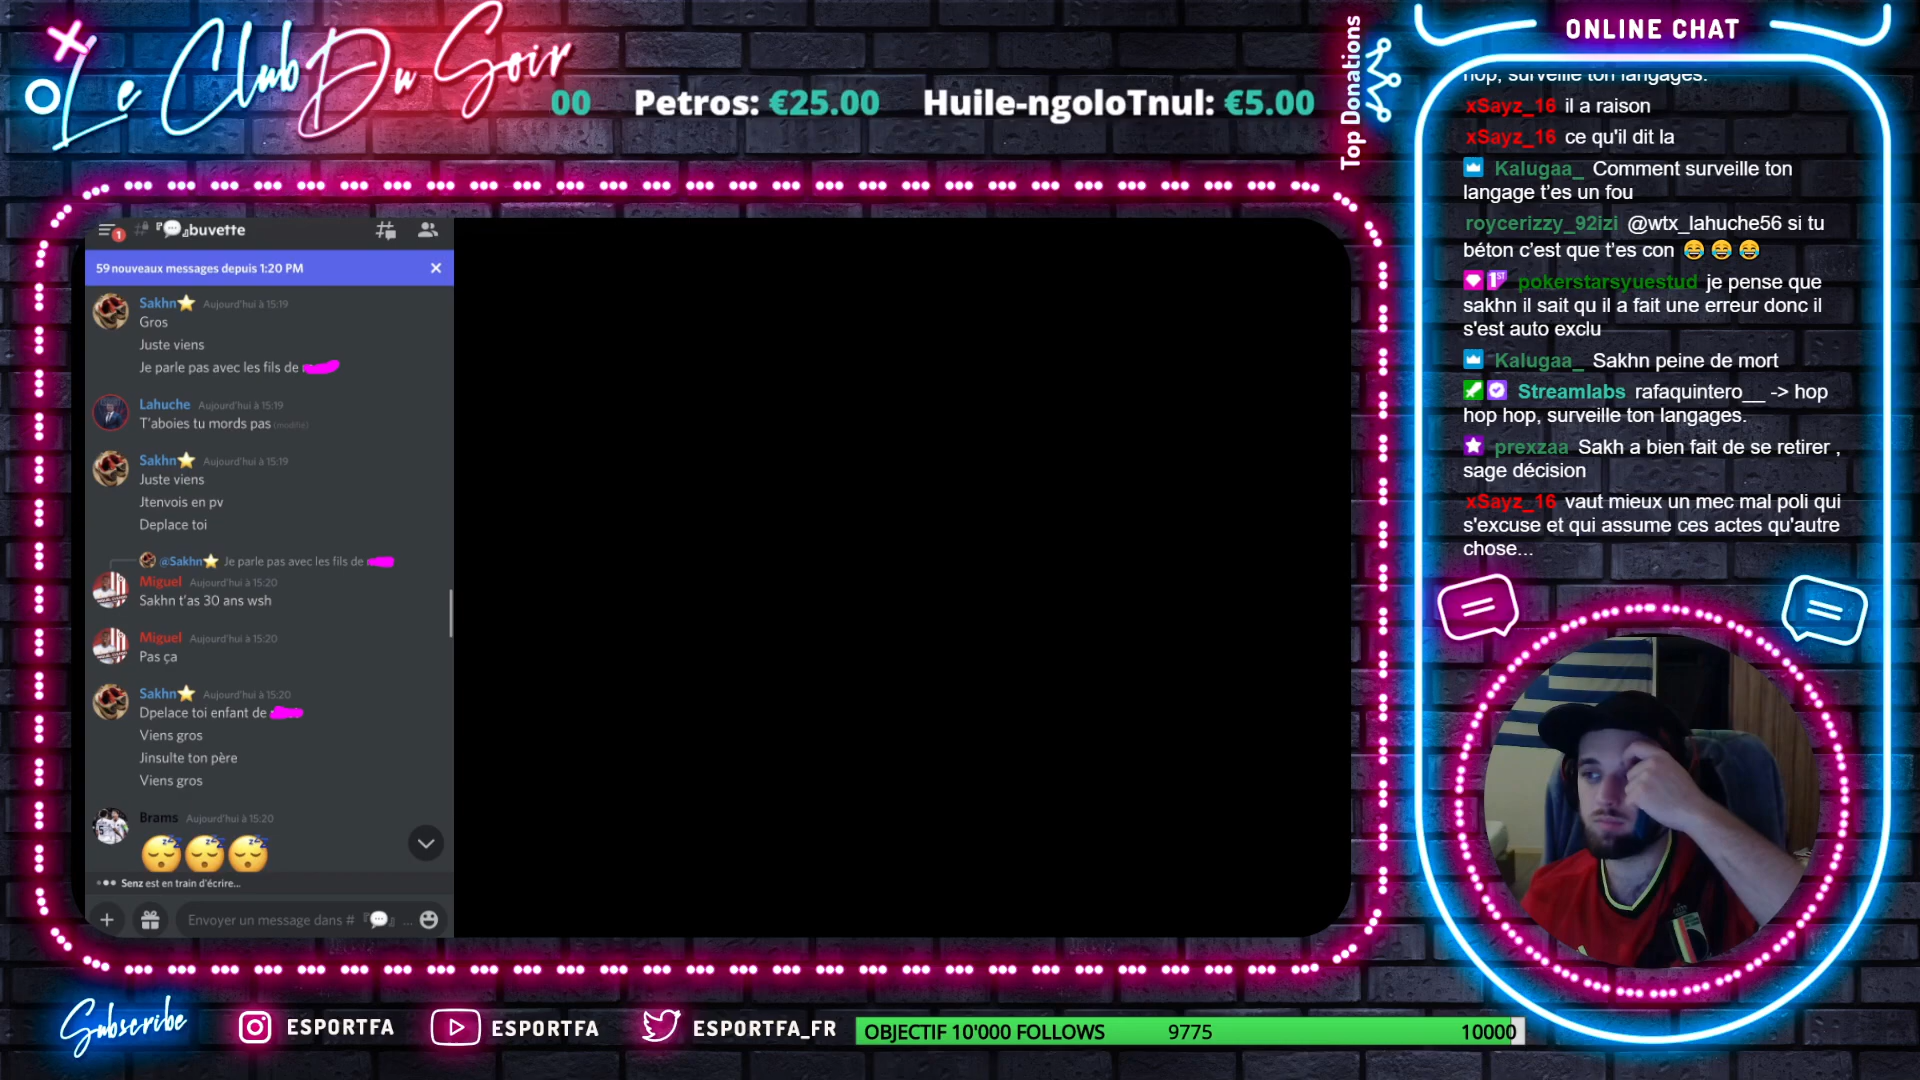 Le Club Du Soir
00 Petros: €25.00 Huile-ngoloTnul: €5.00
Top Donations
ONLINE CHAT
buvette
1
59 nouveaux messages depuis 1:20 PM
Sakhn Aujourd'hui à 15:19
Gros
Juste viens
Je parle pas avec les fils de
Lahuche Aujourd'hui à 15:19
T'aboies tu mords pas (modifié)
Sakhn Aujourd'hui à 15:19
Juste viens
Jtenvois en pv
Deplace toi
@Sakhn Je parle pas avec les fils de
Miguel Aujourd'hui à 15:20
Sakhn t'as 30 ans wsh
Miguel Aujourd'hui à 15:20
Pas ça
Sakhn Aujourd'hui à 15:20
Dpelace toi enfant de
Viens gros
Jinsulte ton père
Viens gros
Brams Aujourd'hui à 15:20
Senz est en train d'écrire...
Envoyer un message dans # ...
hop, surveille ton langages.
xSayz_16 il a raison
xSayz_16 ce qu'il dit la
Kalugaa_ Comment surveille ton
langage t'es un fou
roycerizzy_92izi @wtx_lahuche56 si tu
béton c'est que t'es con 😂 😂 😂
1ST pokerstarsyuestud je pense que
sakhn il sait qu il a fait une erreur donc il
s'est auto exclu
Kalugaa_ Sakhn peine de mort
Streamlabs rafaquintero__ -> hop
hop hop, surveille ton langages.
prexzaa Sakh a bien fait de se retirer ,
sage décision
xSayz_16 vaut mieux un mec mal poli qui
s'excuse et qui assume ces actes qu'autre
chose...
Subscribe
ESPORTFA
ESPORTFA
ESPORTFA_FR
OBJECTIF 10'000 FOLLOWS 9775 10000